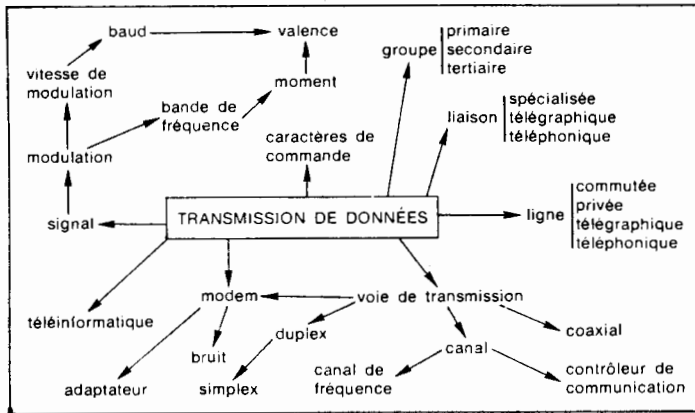 baud
valence
primaire
groupe
secondaire
tertiaire
vitesse de
modulation
moment
bande de
fréquence
spécialisée
liaison
télégraphique
téléphonique
caractères de
commande
modulation
commutée
privée
ligne
télégraphique
téléphonique
TRANSMISSION DE DONNÉES
signal
modem
voie de transmission
téléinformatique
duplex
coaxial
bruit
canal
canal de
fréquence
contrôleur de
communication
adaptateur
simplex